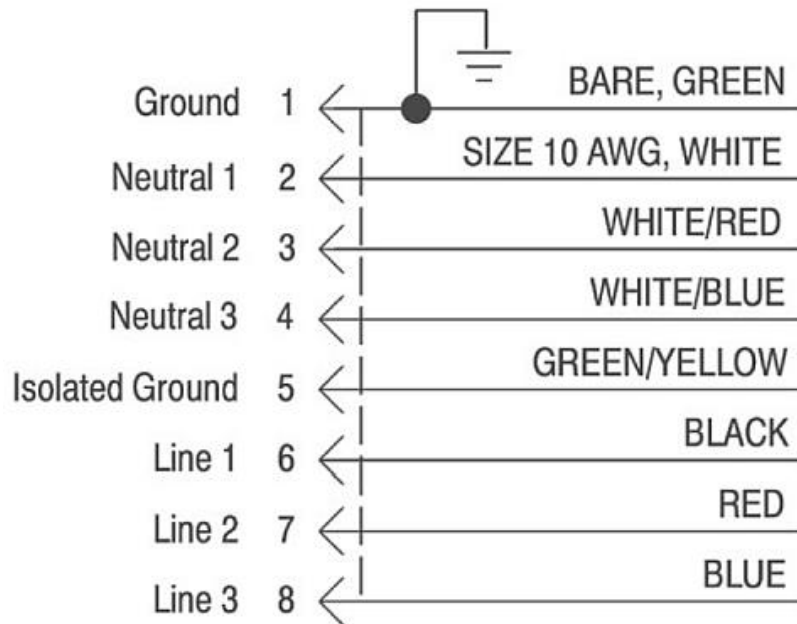 Ground 1 BARE, GREEN
Neutral 1 2 SIZE 10 AWG, WHITE
Neutral 2 3 WHITE/RED
Neutral 3 4 WHITE/BLUE
Isolated Ground 5 GREEN/YELLOW
Line 1 6 BLACK
Line 2 7 RED
Line 3 8 BLUE